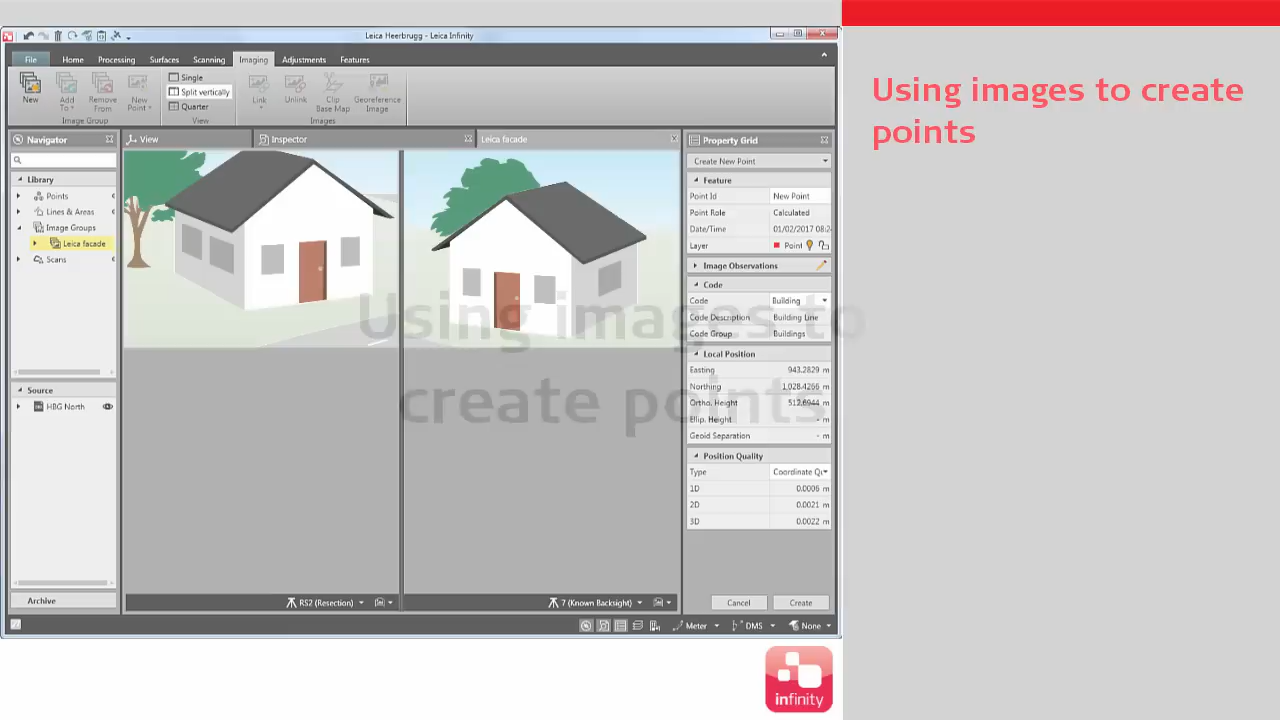 Leica Heerbrugg - Leica Infinity
File Home Processing Surfaces Scanning Imaging Adjustments Features
New
Add To
Remove From
New Point
Image Group
Single
Split vertically
Quarter
View
Link
Unlink
Clip Base Map
Georeference Image
Images
Navigator
Library
Points
Lines & Areas
Image Groups
Leica facade
Scans
Source
HBG North
Archive
View
Inspector
Leica facade
RS2 (Resection)
7 (Known Backsight)
Property Grid
Create New Point
Feature
Point Id New Point
Point Role Calculated
Date/Time 01/02/2017 08:2
Layer Point
Image Observations
Code
Code Building
Code Description Building Line
Code Group Buildings
Local Position
Easting 943.2829 m
Northing 1,028.4266 m
Ortho. Height 512.6944 m
Ellip. Height - m
Geoid Separation - m
Position Quality
Type Coordinate Qu
1D 0.0006 m
2D 0.0021 m
3D 0.0022 m
Cancel Create
Meter DMS None
Using images to
create points
Using images to create
points
infinity